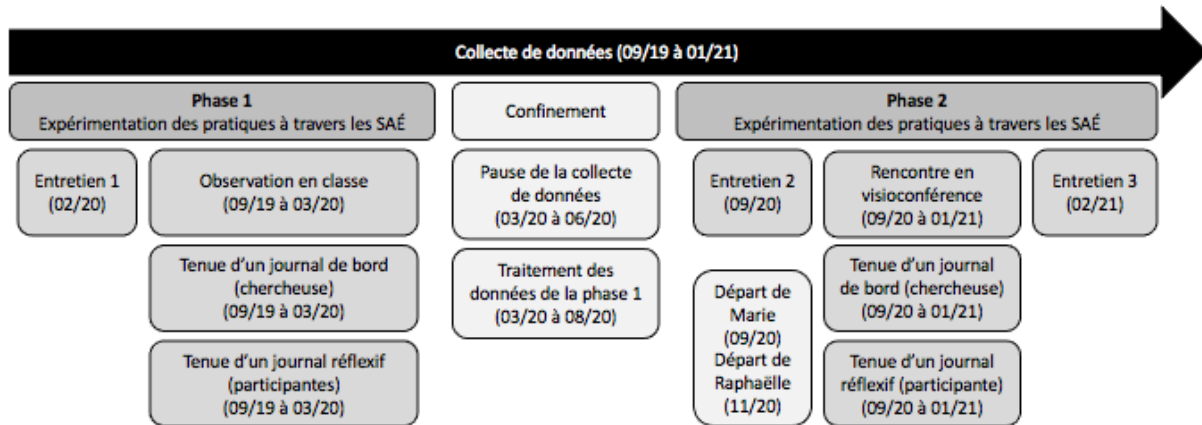 Collecte de données (09/19 à 01/21)
Phase 1
Expérimentation des pratiques à travers les SAÉ
Confinement
Phase 2
Expérimentation des pratiques à travers les SAÉ
Entretien 1
(02/20)
Observation en classe
(09/19 à 03/20)
Pause de la collecte
de données
(03/20 à 06/20)
Entretien 2
(09/20)
Rencontre en
visioconférence
(09/20 à 01/21)
Entretien 3
(02/21)
Tenue d'un journal de bord
(chercheuse)
(09/19 à 03/20)
Traitement des
données de la phase 1
(03/20 à 08/20)
Départ de
Marie
(09/20)
Départ de
Raphaëlle
(11/20)
Tenue d'un journal
de bord (chercheuse)
(09/20 à 01/21)
Tenue d'un journal réflexif
(participantes)
(09/19 à 03/20)
Tenue d'un journal
réflexif (participante)
(09/20 à 01/21)